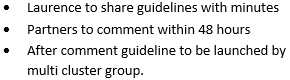 • Laurence to share guidelines with minutes
• Partners to comment within 48 hours
• After comment guideline to be launched by
multi cluster group.